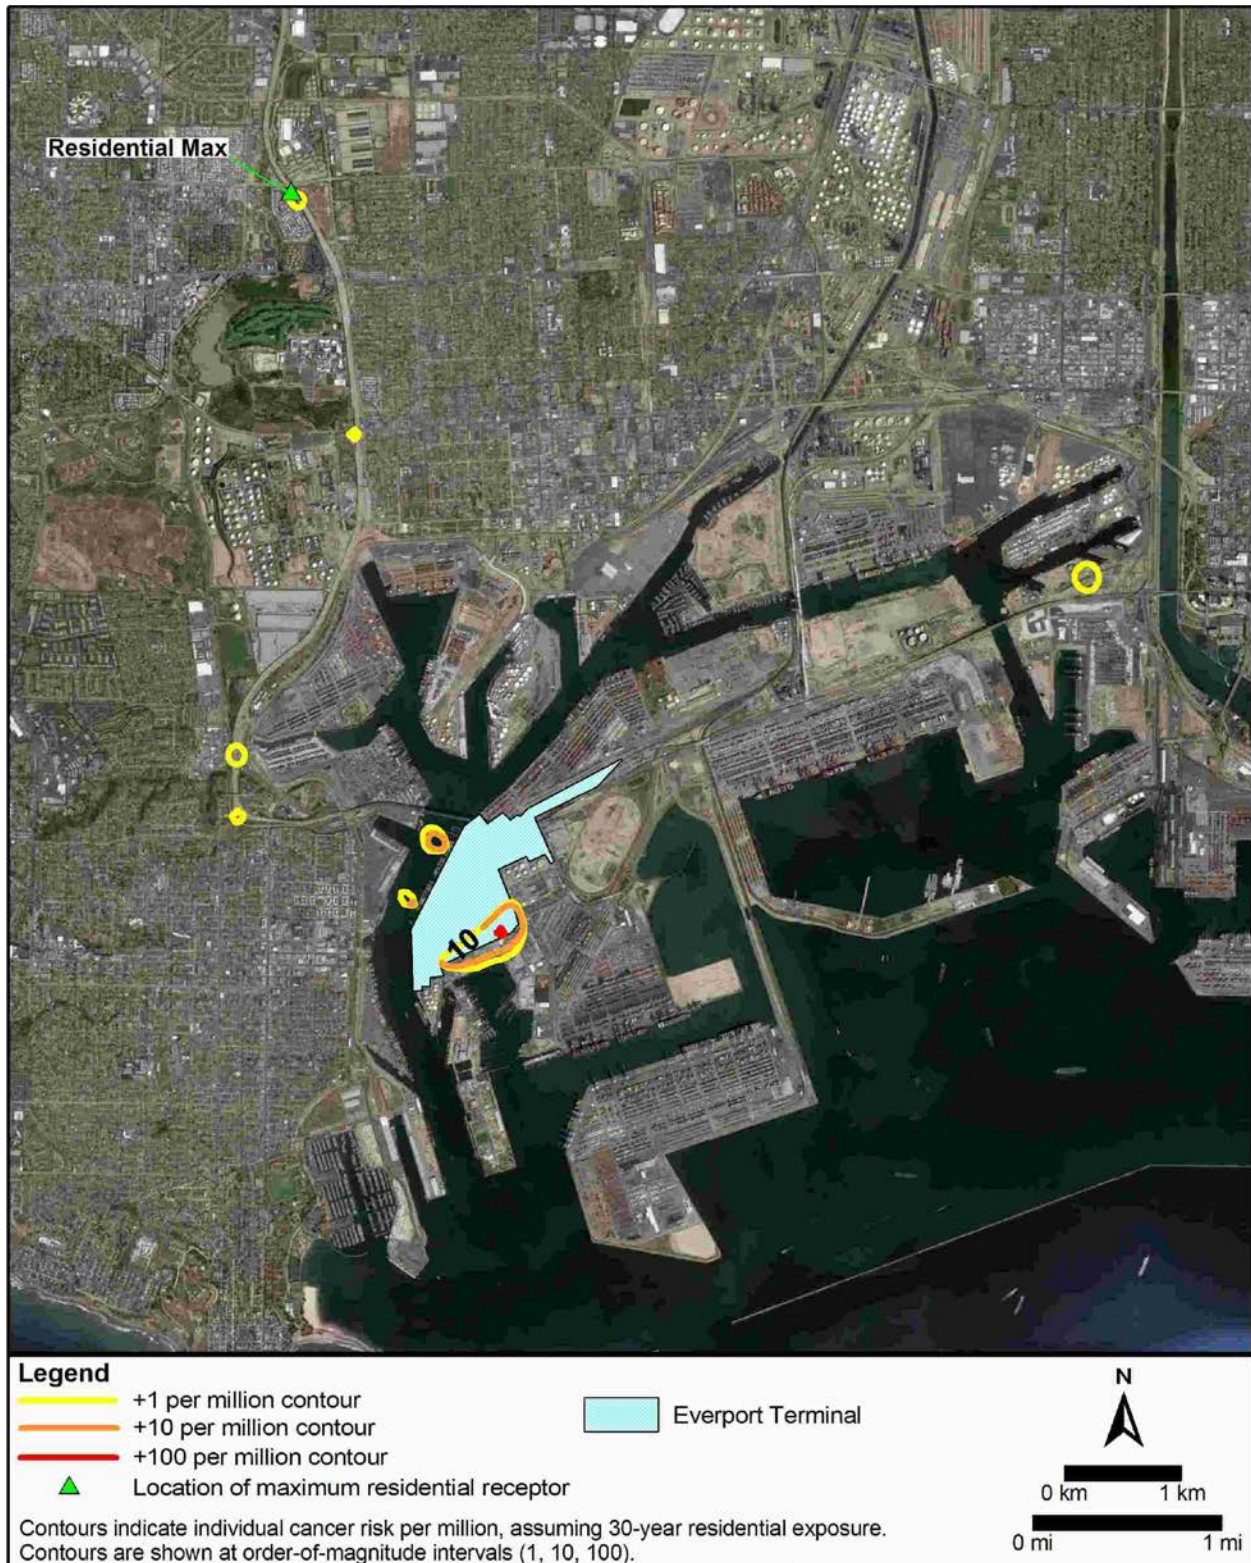 Residential Max
10
Legend
+1 per million contour
+10 per million contour
+100 per million contour
Location of maximum residential receptor
Everport Terminal
N
0 km 1 km
0 mi 1 mi
Contours indicate individual cancer risk per million, assuming 30-year residential exposure.
Contours are shown at order-of-magnitude intervals (1, 10, 100).